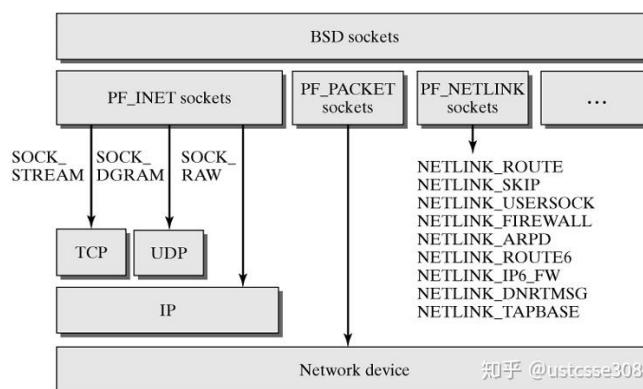 BSD sockets
PF_INET sockets
PF_PACKET
sockets
PF_NETLINK
sockets
...
SOCK_
STREAM
SOCK_
DGRAM
SOCK_
RAW
NETLINK_ROUTE
NETLINK_SKIP
NETLINK_USERSOCK
NETLINK_FIREWALL
NETLINK_ARPD
NETLINK_ROUTE6
NETLINK_IP6_FW
NETLINK_DNRTMSG
NETLINK_TAPBASE
TCP
UDP
IP
Network device
知乎 @ustcsse308